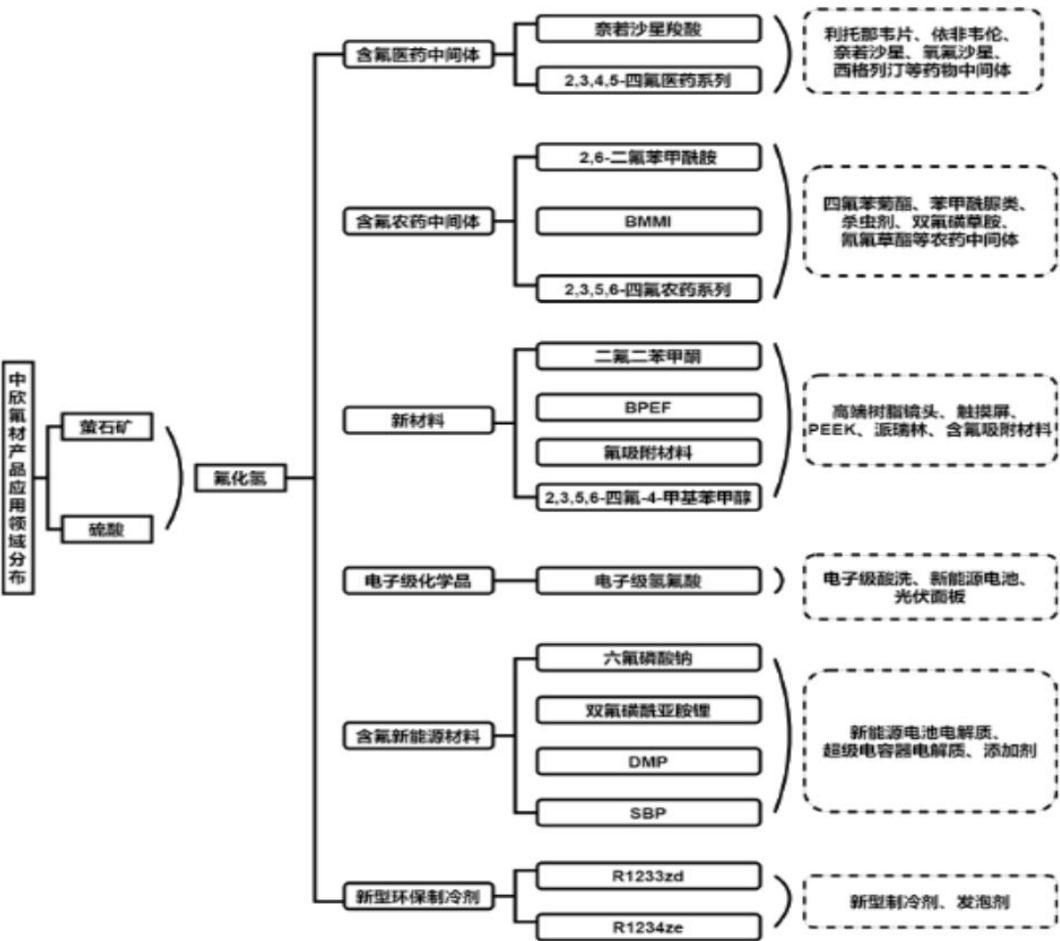 中欣氟材产品应用领域分布
萤石矿
硫酸
氟化氢
含氟医药中间体
奈若沙星羧酸
2,3,4,5-四氟医药系列
利托那韦片、依非韦伦、
奈若沙星、氧氟沙星、
西格列汀等药物中间体
含氟农药中间体
2,6-二氟苯甲酰胺
BMMI
2,3,5,6-四氟农药系列
四氟苯菊酯、苯甲酰脲类、
杀虫剂、双氟磺草胺、
氰氟草酯等农药中间体
新材料
二氟二苯甲酮
BPEF
氟吸附材料
2,3,5,6-四氟-4-甲基苯甲醇
高端树脂镜头、触摸屏、
PEEK、派瑞林、含氟吸附材料
电子级化学品
电子级氢氟酸
电子级酸洗、新能源电池、
光伏面板
含氟新能源材料
六氟磷酸钠
双氟磺酰亚胺锂
DMP
SBP
新能源电池电解质、
超级电容器电解质、添加剂
新型环保制冷剂
R1233zd
R1234ze
新型制冷剂、发泡剂